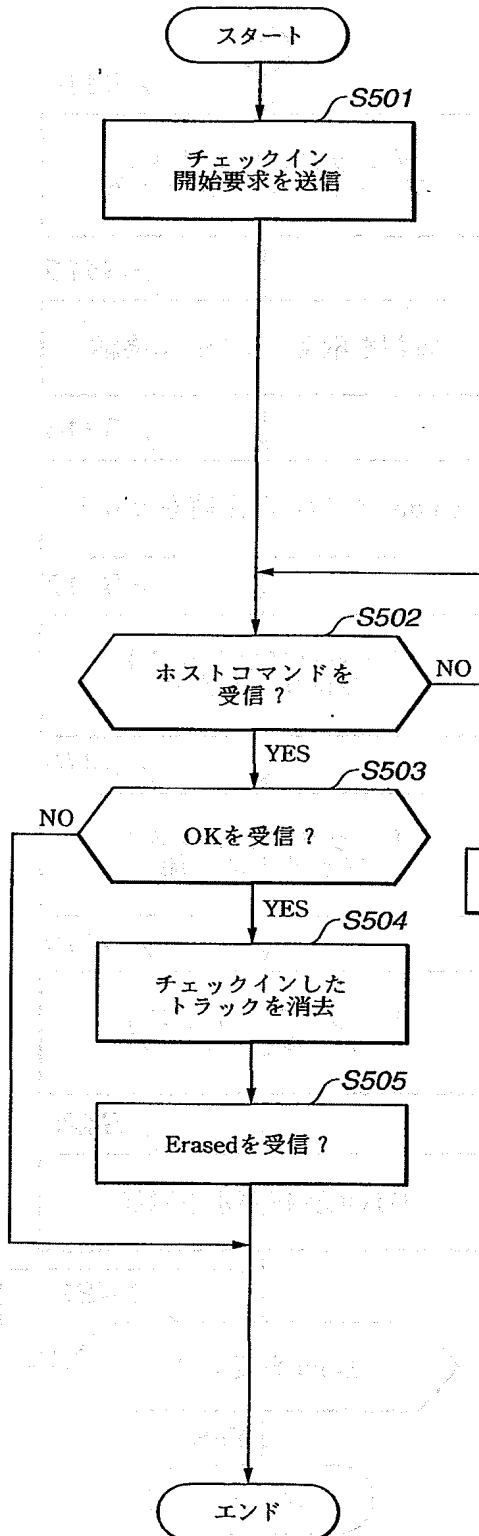 スタート
S501
チェックイン
開始要求を送信
S502
ホストコマンドを
受信？
NO
YES
S503
NO
OKを受信？
YES
S504
チェックインした
トラックを消去
S505
Erasedを受信？
エンド